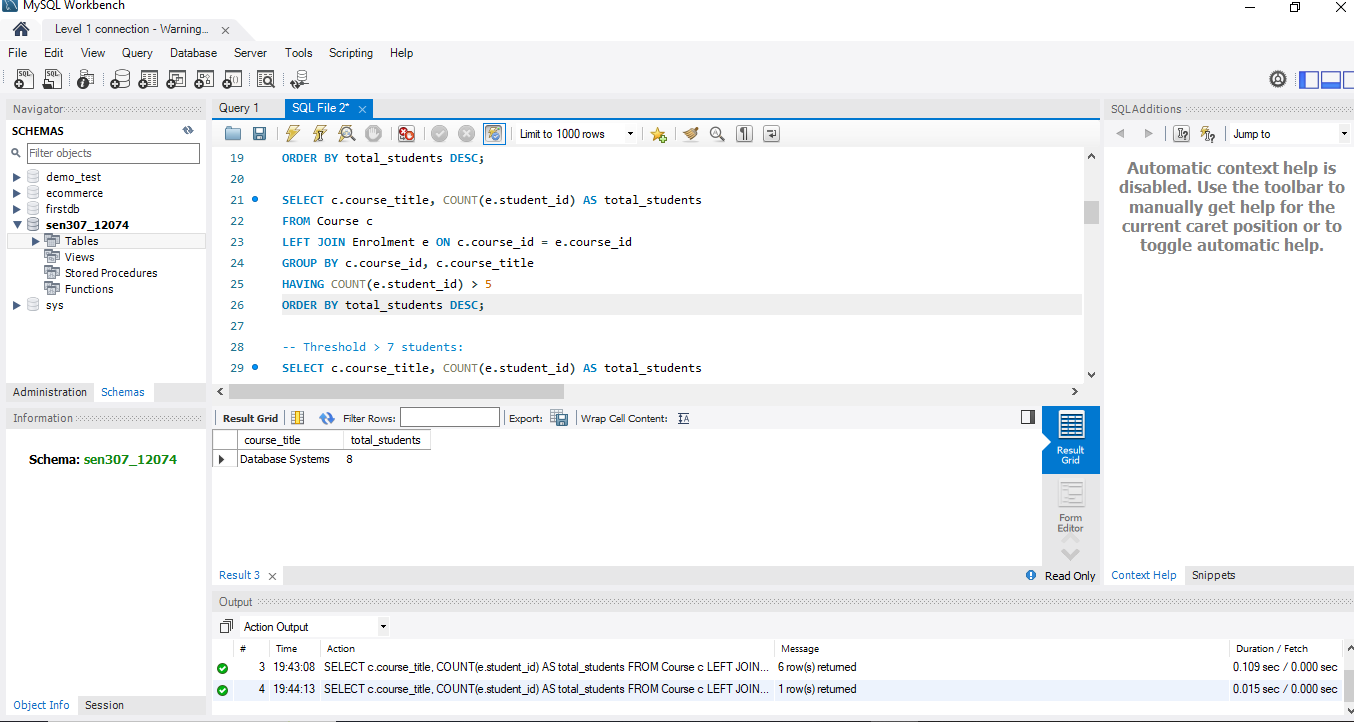 MySQL Workbench
Level 1 connection - Warning...
File Edit View Query Database Server Tools Scripting Help
Navigator
SCHEMAS
Filter objects
demo_test
ecommerce
firstdb
sen307_12074
Tables
Views
Stored Procedures
Functions
sys
Administration Schemas
Information
Schema: sen307_12074
Object Info Session
Query 1 SQL File 2*
Limit to 1000 rows
19 ORDER BY total_students DESC;
20
21 SELECT c.course_title, COUNT(e.student_id) AS total_students
22 FROM Course c
23 LEFT JOIN Enrolment e ON c.course_id = e.course_id
24 GROUP BY c.course_id, c.course_title
25 HAVING COUNT(e.student_id) > 5
26 ORDER BY total_students DESC;
27
28 -- Threshold > 7 students:
29 SELECT c.course_title, COUNT(e.student_id) AS total_students
Result Grid Filter Rows: Export: Wrap Cell Content:
course_title total_students
Database Systems 8
Result Grid
Form Editor
Result 3 Read Only
SQLAdditions
Jump to
Automatic context help is
disabled. Use the toolbar to
manually get help for the
current caret position or to
toggle automatic help.
Context Help Snippets
Output
Action Output
# Time Action Message Duration / Fetch
3 19:43:08 SELECT c.course_title, COUNT(e.student_id) AS total_students FROM Course c LEFT JOIN... 6 row(s) returned 0.109 sec / 0.000 sec
4 19:44:13 SELECT c.course_title, COUNT(e.student_id) AS total_students FROM Course c LEFT JOIN... 1 row(s) returned 0.015 sec / 0.000 sec